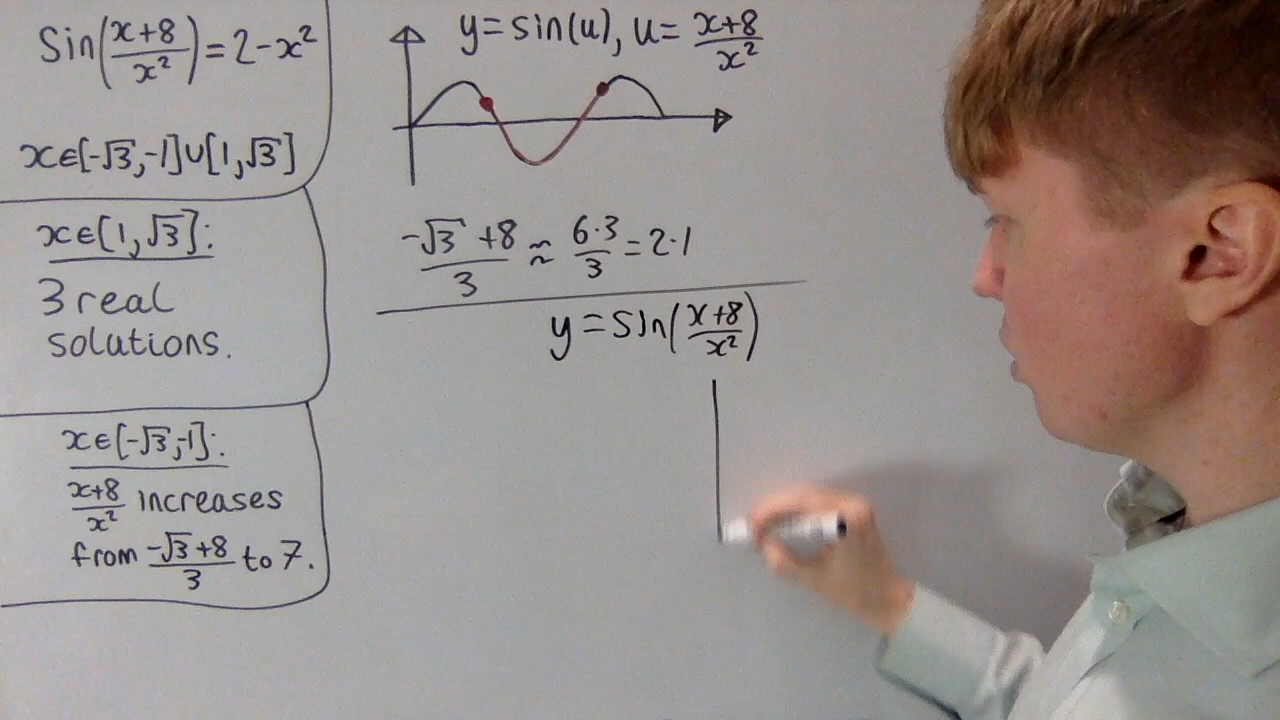 Sin((x+8)/x²)=2-x²
x∈[-√3,-1]∪[1,√3]
x∈[1,√3]:
3 real
solutions.
x∈[-√3,-1]:
(x+8)/x² increases
from (-√3+8)/3 to 7.
y=sin(u), u=(x+8)/x²
(-√3+8)/3 ≈ 6·3/3 = 2·1
y=sin((x+8)/x²)